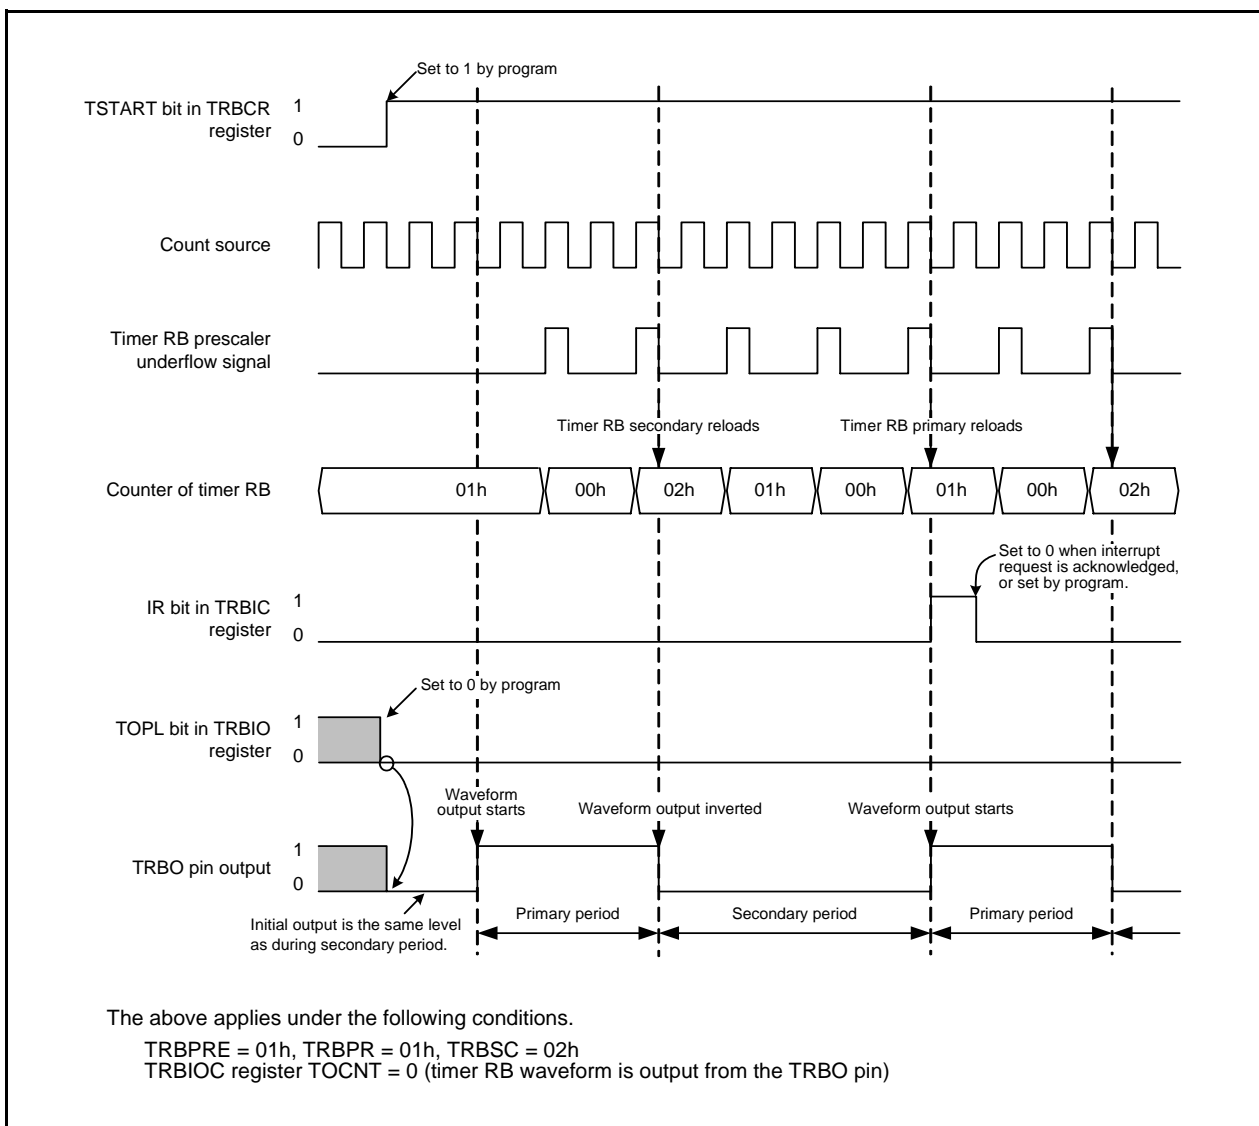 Set to 1 by program
TSTART bit in TRBCR
register
1
0
Count source
Timer RB prescaler
underflow signal
Timer RB secondary reloads
Timer RB primary reloads
Counter of timer RB
01h
00h
02h
01h
00h
01h
00h
02h
Set to 0 when interrupt
request is acknowledged,
or set by program.
IR bit in TRBIC
register
1
0
Set to 0 by program
TOPL bit in TRBIO
register
1
0
Waveform
output starts
Waveform output inverted
Waveform output starts
TRBO pin output
1
0
Initial output is the same level
as during secondary period.
Primary period
Secondary period
Primary period
The above applies under the following conditions.
TRBPRE = 01h, TRBPR = 01h, TRBSC = 02h
TRBIOC register TOCNT = 0 (timer RB waveform is output from the TRBO pin)